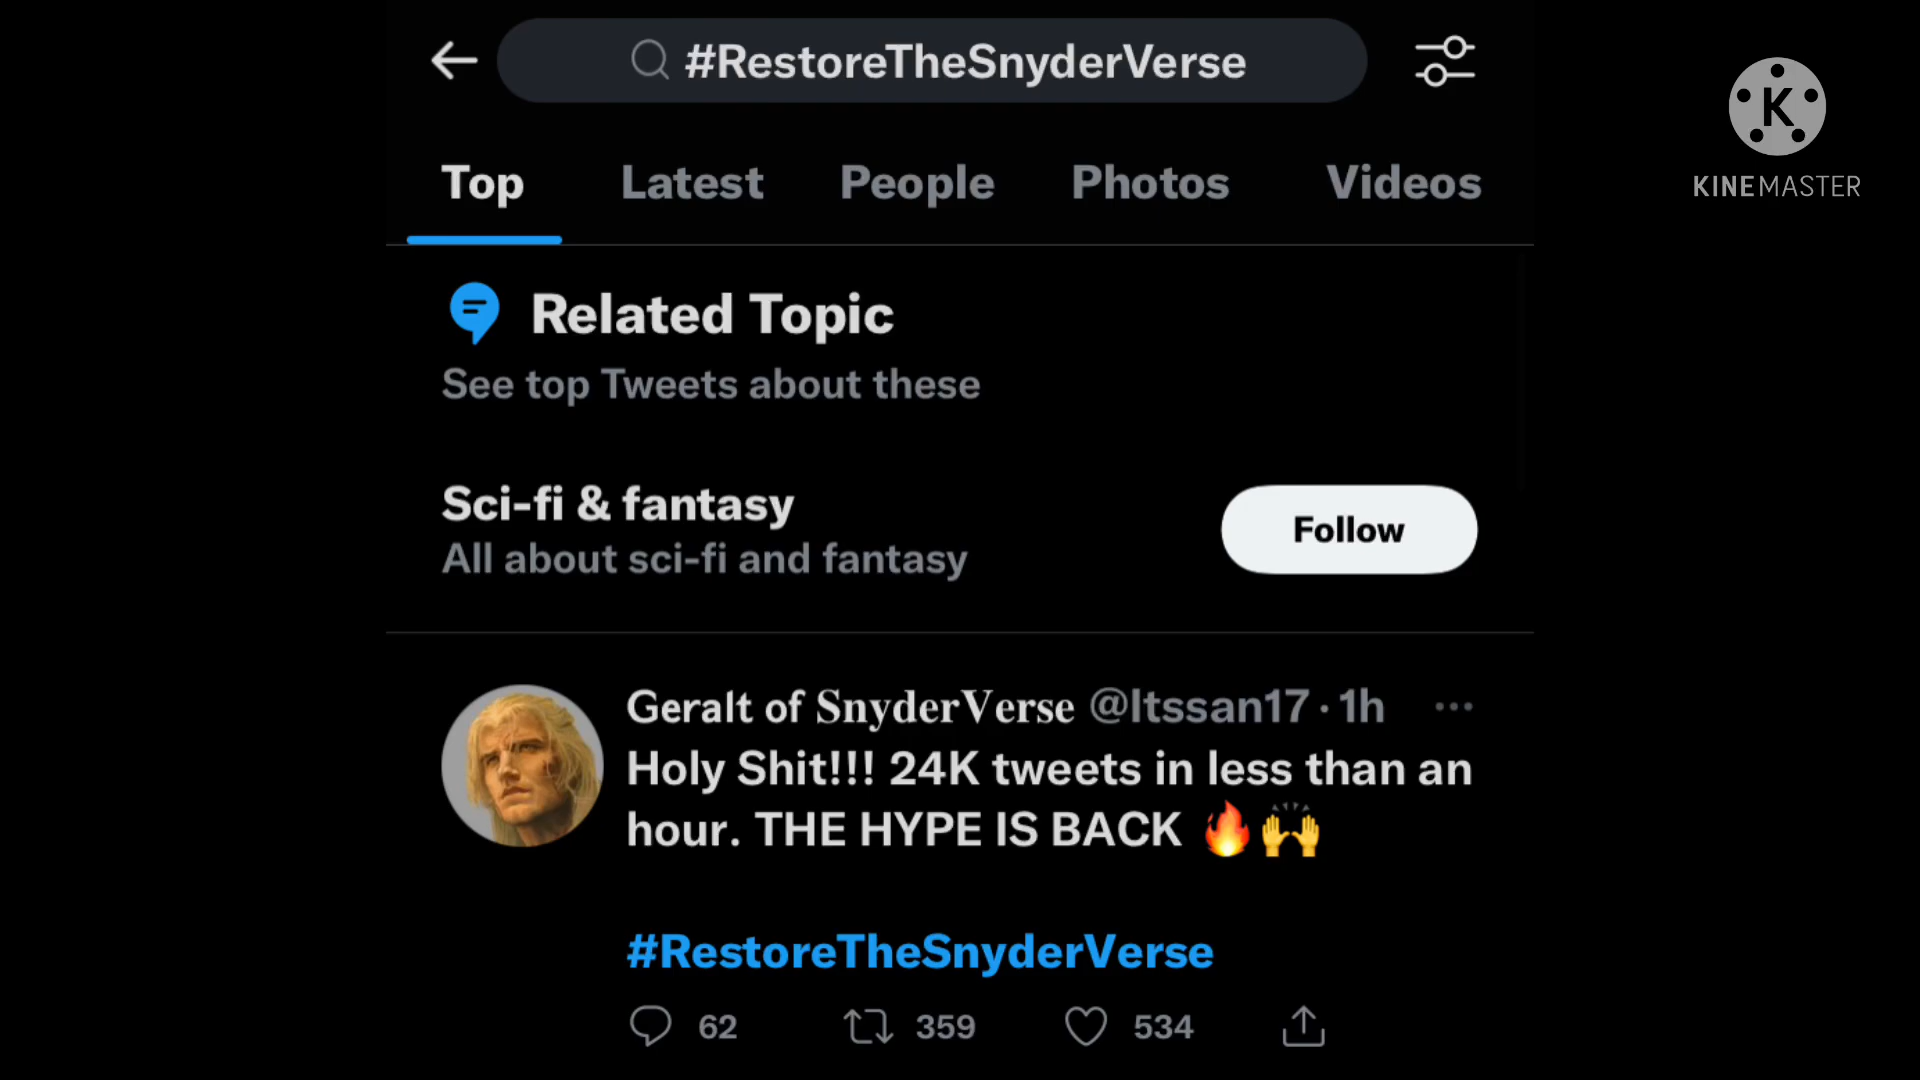 #RestoreTheSnyderVerse
Top Latest People Photos Videos
KINEMASTER
Related Topic
See top Tweets about these
Sci-fi & fantasy
All about sci-fi and fantasy
Follow
Geralt of SnyderVerse @Itssan17 · 1h
Holy Shit!!! 24K tweets in less than an
hour. THE HYPE IS BACK 🔥🙌
#RestoreTheSnyderVerse
62 359 534